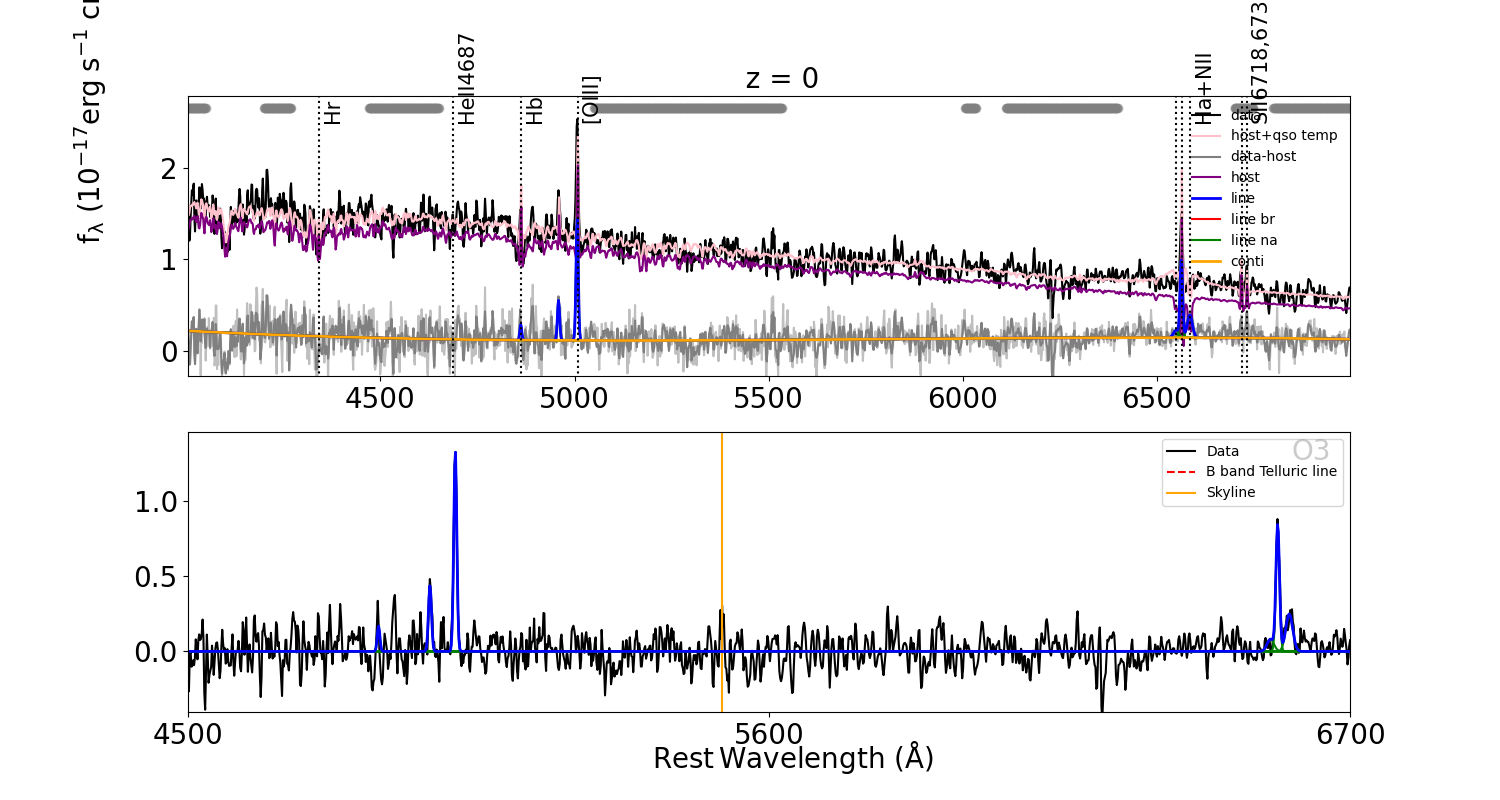 z = 0
f_λ (10^−17 erg s^−1
Hr
HeII4687
Hb
[OIII]
Ha+NII
SII6718,673
data
host+qso temp
data-host
host
line
line br
line na
conti
2
1
0
4500
5000
5500
6000
6500
O3
Data
B band Telluric line
Skyline
1.0
0.5
0.0
4500
5600
6700
Rest Wavelength (Å)